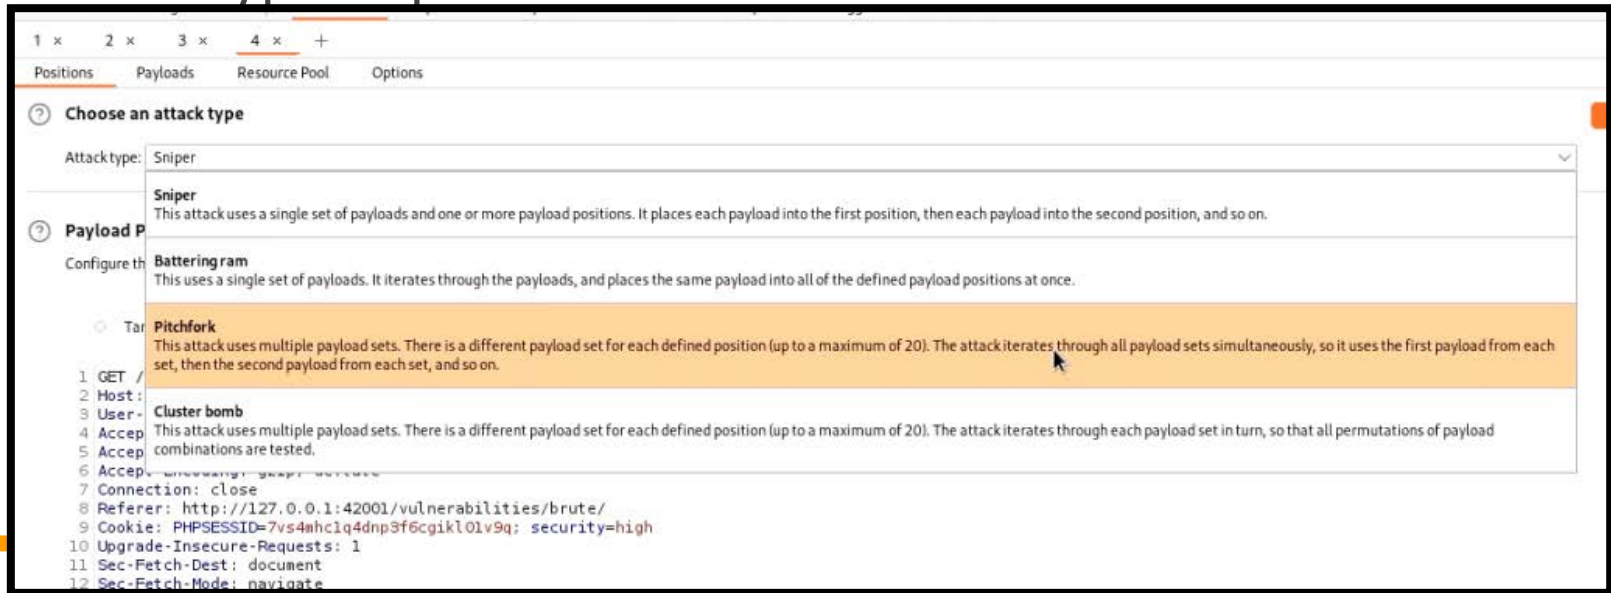 1 × 2 × 3 × 4 × +
Positions Payloads Resource Pool Options
Choose an attack type
Attack type: Sniper
Sniper
This attack uses a single set of payloads and one or more payload positions. It places each payload into the first position, then each payload into the second position, and so on.
Payload P
Configure th
Battering ram
This uses a single set of payloads. It iterates through the payloads, and places the same payload into all of the defined payload positions at once.
Tar
Pitchfork
This attack uses multiple payload sets. There is a different payload set for each defined position (up to a maximum of 20). The attack iterates through all payload sets simultaneously, so it uses the first payload from each
set, then the second payload from each set, and so on.
Cluster bomb
This attack uses multiple payload sets. There is a different payload set for each defined position (up to a maximum of 20). The attack iterates through each payload set in turn, so that all permutations of payload
combinations are tested.
1 GET /
2 Host:
3 User-
4 Accep
5 Accep
6 Accep
7 Connection: close
8 Referer: http://127.0.0.1:42001/vulnerabilities/brute/
9 Cookie: PHPSESSID=7vs4mhc1q4dnp3f6cgikl01v9q; security=high
10 Upgrade-Insecure-Requests: 1
11 Sec-Fetch-Dest: document
12 Sec-Fetch-Mode: navigate